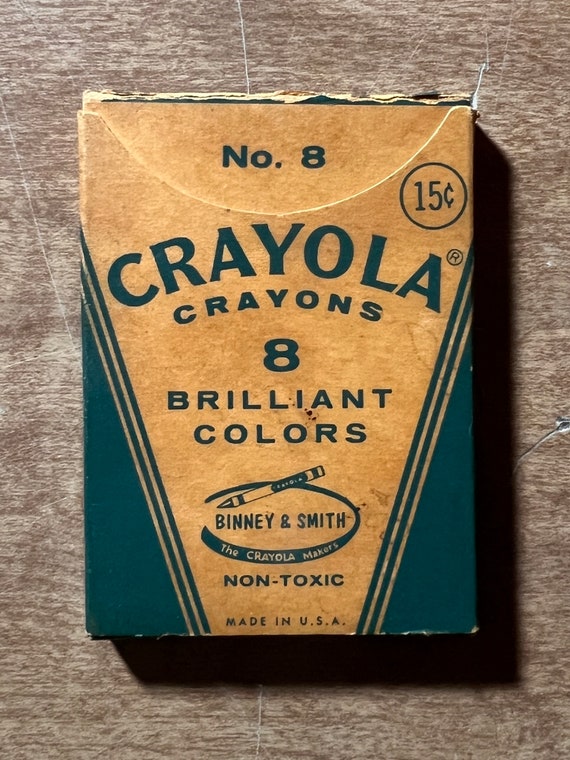 No. 8
15¢
CRAYOLA®
CRAYONS
8
BRILLIANT
COLORS
CRAYOLA
BINNEY & SMITH
The CRAYOLA Makers
NON-TOXIC
MADE IN U.S.A.